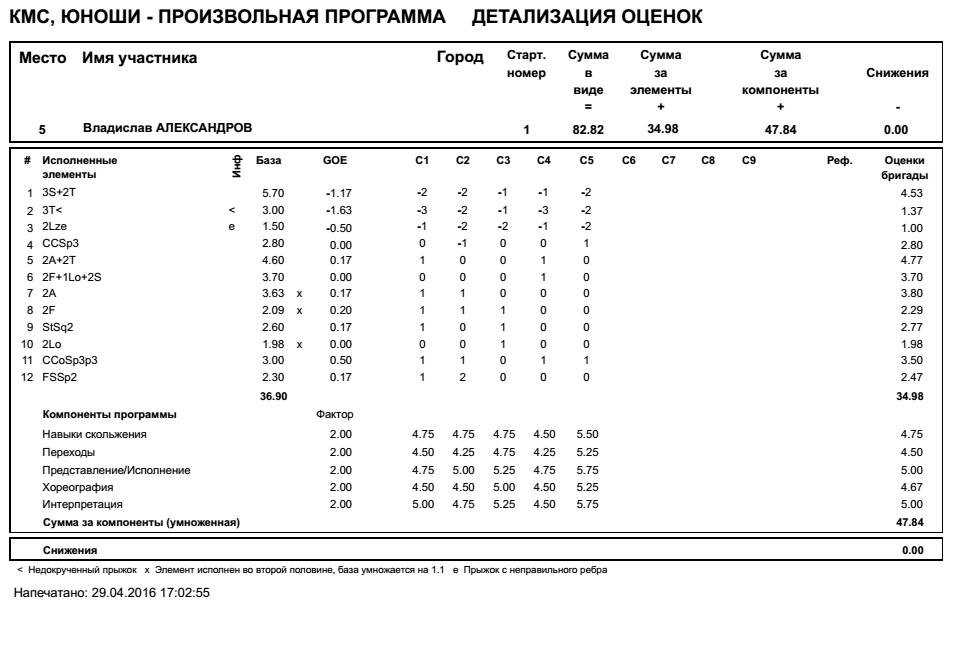 КМС, ЮНОШИ - ПРОИЗВОЛЬНАЯ ПРОГРАММА ДЕТАЛИЗАЦИЯ ОЦЕНОК
Место Имя участника Город Старт. номер Сумма в виде = Сумма за элементы + Сумма за компоненты + Снижения -
5 Владислав АЛЕКСАНДРОВ 1 82.82 34.98 47.84 0.00
# Исполненные элементы Инф База GOE C1 C2 C3 C4 C5 C6 C7 C8 C9 Реф. Оценки бригады
1 3S+2T 5.70 -1.17 -2 -2 -1 -1 -2 4.53
2 3T< < 3.00 -1.63 -3 -2 -1 -3 -2 1.37
3 2Lze e 1.50 -0.50 -1 -2 -2 -1 -2 1.00
4 CCSp3 2.80 0.00 0 -1 0 0 1 2.80
5 2A+2T 4.60 0.17 1 0 0 1 0 4.77
6 2F+1Lo+2S 3.70 0.00 0 0 0 1 0 3.70
7 2A 3.63 x 0.17 1 1 0 0 0 3.80
8 2F 2.09 x 0.20 1 1 1 0 0 2.29
9 StSq2 2.60 0.17 1 0 1 0 0 2.77
10 2Lo 1.98 x 0.00 0 0 1 0 0 1.98
11 CCoSp3p3 3.00 0.50 1 1 0 1 1 3.50
12 FSSp2 2.30 0.17 1 2 0 0 0 2.47
36.90 34.98
Компоненты программы Фактор
Навыки скольжения 2.00 4.75 4.75 4.75 4.50 5.50 4.75
Переходы 2.00 4.50 4.25 4.75 4.25 5.25 4.50
Представление/Исполнение 2.00 4.75 5.00 5.25 4.75 5.75 5.00
Хореография 2.00 4.50 4.50 5.00 4.50 5.25 4.67
Интерпретация 2.00 5.00 4.75 5.25 4.50 5.75 5.00
Сумма за компоненты (умноженная) 47.84
Снижения 0.00
< Недокрученный прыжок x Элемент исполнен во второй половине, база умножается на 1.1 e Прыжок с неправильного ребра
Напечатано: 29.04.2016 17:02:55